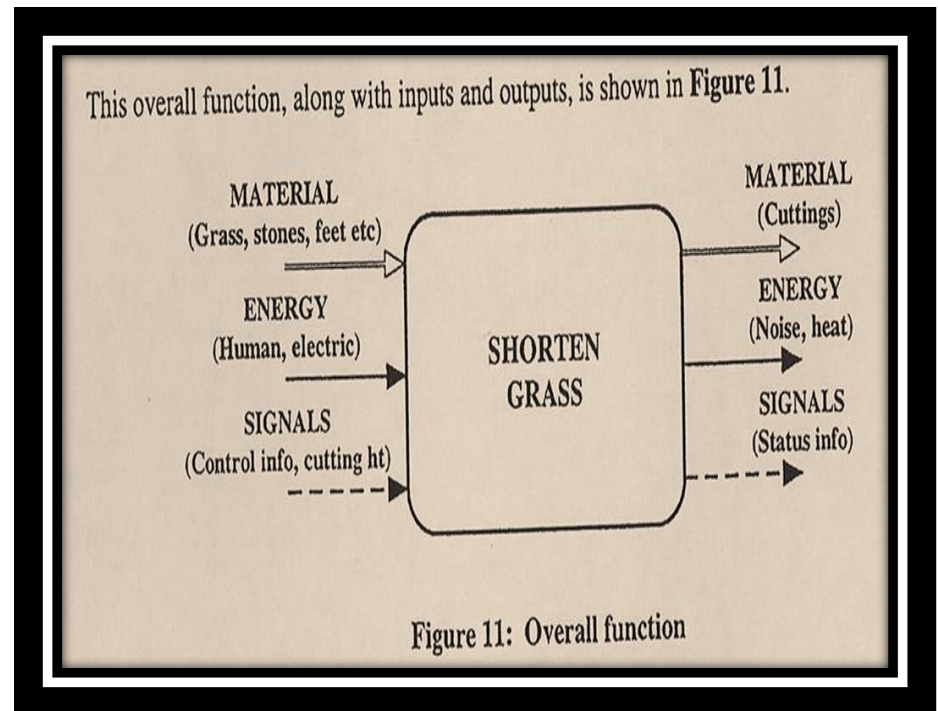 This overall function, along with inputs and outputs, is shown in Figure 11.
MATERIAL
(Grass, stones, feet etc)
ENERGY
(Human, electric)
SIGNALS
(Control info, cutting ht)
SHORTEN
GRASS
MATERIAL
(Cuttings)
ENERGY
(Noise, heat)
SIGNALS
(Status info)
Figure 11: Overall function